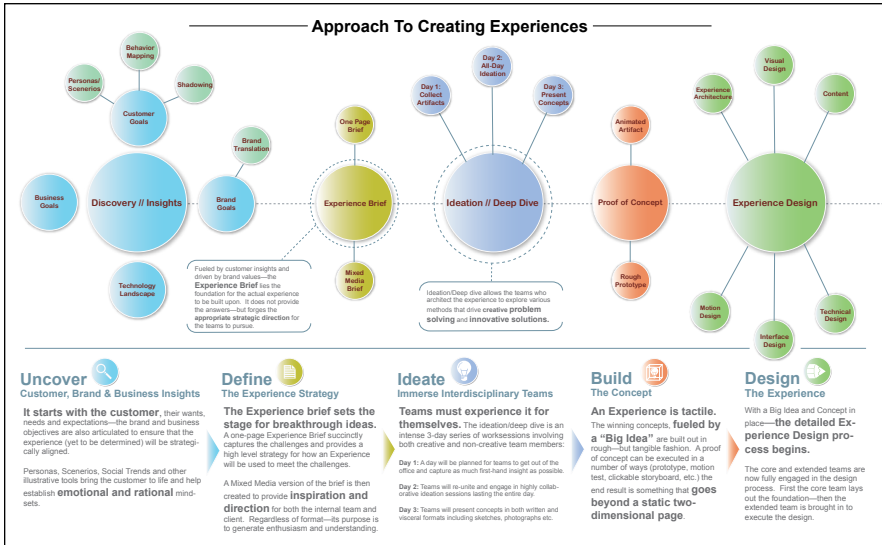 Approach To Creating Experiences
Behavior
Mapping
Personas/
Scenerios
Shadowing
Customer
Goals
Brand
Translation
Business
Goals
Discovery // Insights
Brand
Goals
Technology
Landscape
One Page
Brief
Experience Brief
Mixed
Media
Brief
Fueled by customer insights and
driven by brand values—the
Experience Brief lies the
foundation for the actual experience
to be built upon. It does not provide
the answers—but forges the
appropriate strategic direction for
the teams to pursue.
Day 1:
Collect
Artifacts
Day 2:
All-Day
Ideation
Day 3:
Present
Concepts
Ideation // Deep Dive
Ideation/Deep dive allows the teams who
architect the experience to explore various
methods that drive creative problem
solving and innovative solutions.
Animated
Artifact
Proof of Concept
Rough
Prototype
Visual
Design
Experience
Architecture
Content
Experience Design
Motion
Design
Interface
Design
Technical
Design
Uncover
Customer, Brand & Business Insights
It starts with the customer, their wants,
needs and expectations—the brand and business
objectives are also articulated to ensure that the
experience (yet to be determined) will be strategi-
cally aligned.
Personas, Scenerios, Social Trends and other
illustrative tools bring the customer to life and help
establish emotional and rational mind-
sets.
Define
The Experience Strategy
The Experience brief sets the
stage for breakthrough ideas.
A one-page Experience Brief succinctly
captures the challenges and provides a
high level strategy for how an Experience
will be used to meet the challenges.
A Mixed Media version of the brief is then
created to provide inspiration and
direction for both the internal team and
client. Regardless of format—its purpose is
to generate enthusiasm and understanding.
Ideate
Immerse Interdisciplinary Teams
Teams must experience it for
themselves. The ideation/deep dive is an
intense 3-day series of worksessions involving
both creative and non-creative team members:
Day 1: A day will be planned for teams to get out of the
office and capture as much first-hand insight as possible.
Day 2: Teams will re-unite and engage in highly collab-
orative ideation sessions lasting the entire day.
Day 3: Teams will present concepts in both written and
visceral formats including sketches, photographs etc.
Build
The Concept
An Experience is tactile.
The winning concepts, fueled by
a “Big Idea” are built out in
rough—but tangible fashion. A proof
of concept can be executed in a
number of ways (prototype, motion
test, clickable storyboard, etc.) the
end result is something that goes
beyond a static two-
dimensional page.
Design
The Experience
With a Big Idea and Concept in
place—the detailed Ex-
perience Design pro-
cess begins.
The core and extended teams are
now fully engaged in the design
process. First the core team lays
out the foundation—then the
extended team is brought in to
execute the design.